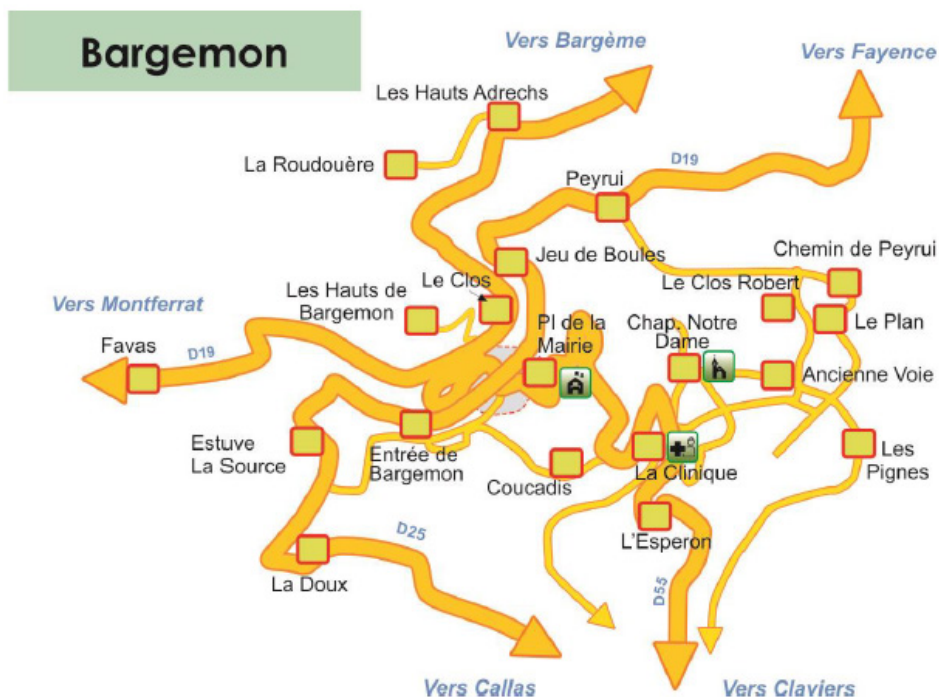 Bargemon
Vers Bargème
Vers Fayence
Les Hauts Adrechs
La Roudouère
D19
Peyrui
Jeu de Boules
Chemin de Peyrui
Le Clos
Le Clos Robert
Vers Montferrat
Les Hauts de
Bargemon
Pl de la
Mairie
Chap. Notre
Dame
Le Plan
Favas
D19
Ancienne Voie
Estuve
La Source
Entrée de
Bargemon
Coucadis
La Clinique
Les
Pignes
D25
L'Esperon
La Doux
D55
Vers Callas
Vers Claviers